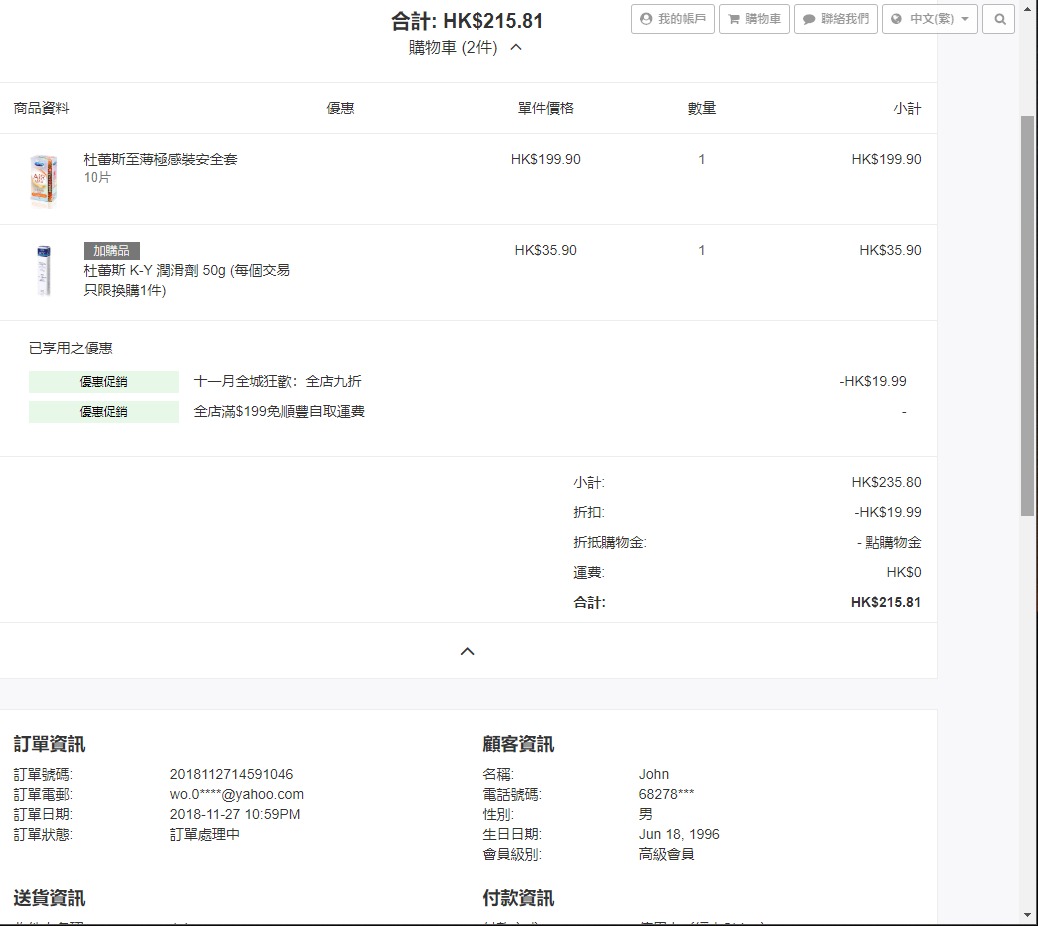 合計: HK$215.81
購物車 (2件)
我的帳戶 購物車 聯絡我們 中文(繁)
商品資料 優惠 單件價格 數量 小計
杜蕾斯至薄極感裝安全套 HK$199.90 1 HK$199.90
10片
加購品 HK$35.90 1 HK$35.90
杜蕾斯 K-Y 潤滑劑 50g (每個交易
只限換購1件)
已享用之優惠
優惠促銷 十一月全城狂歡: 全店九折 -HK$19.99
優惠促銷 全店滿$199免順豐自取運費 -
小計: HK$235.80
折扣: -HK$19.99
折抵購物金: - 點購物金
運費: HK$0
合計: HK$215.81
訂單資訊
訂單號碼: 2018112714591046
訂單電郵: wo.0****@yahoo.com
訂單日期: 2018-11-27 10:59PM
訂單狀態: 訂單處理中
顧客資訊
名稱: John
電話號碼: 68278***
性別: 男
生日日期: Jun 18, 1996
會員級別: 高級會員
送貨資訊
付款資訊